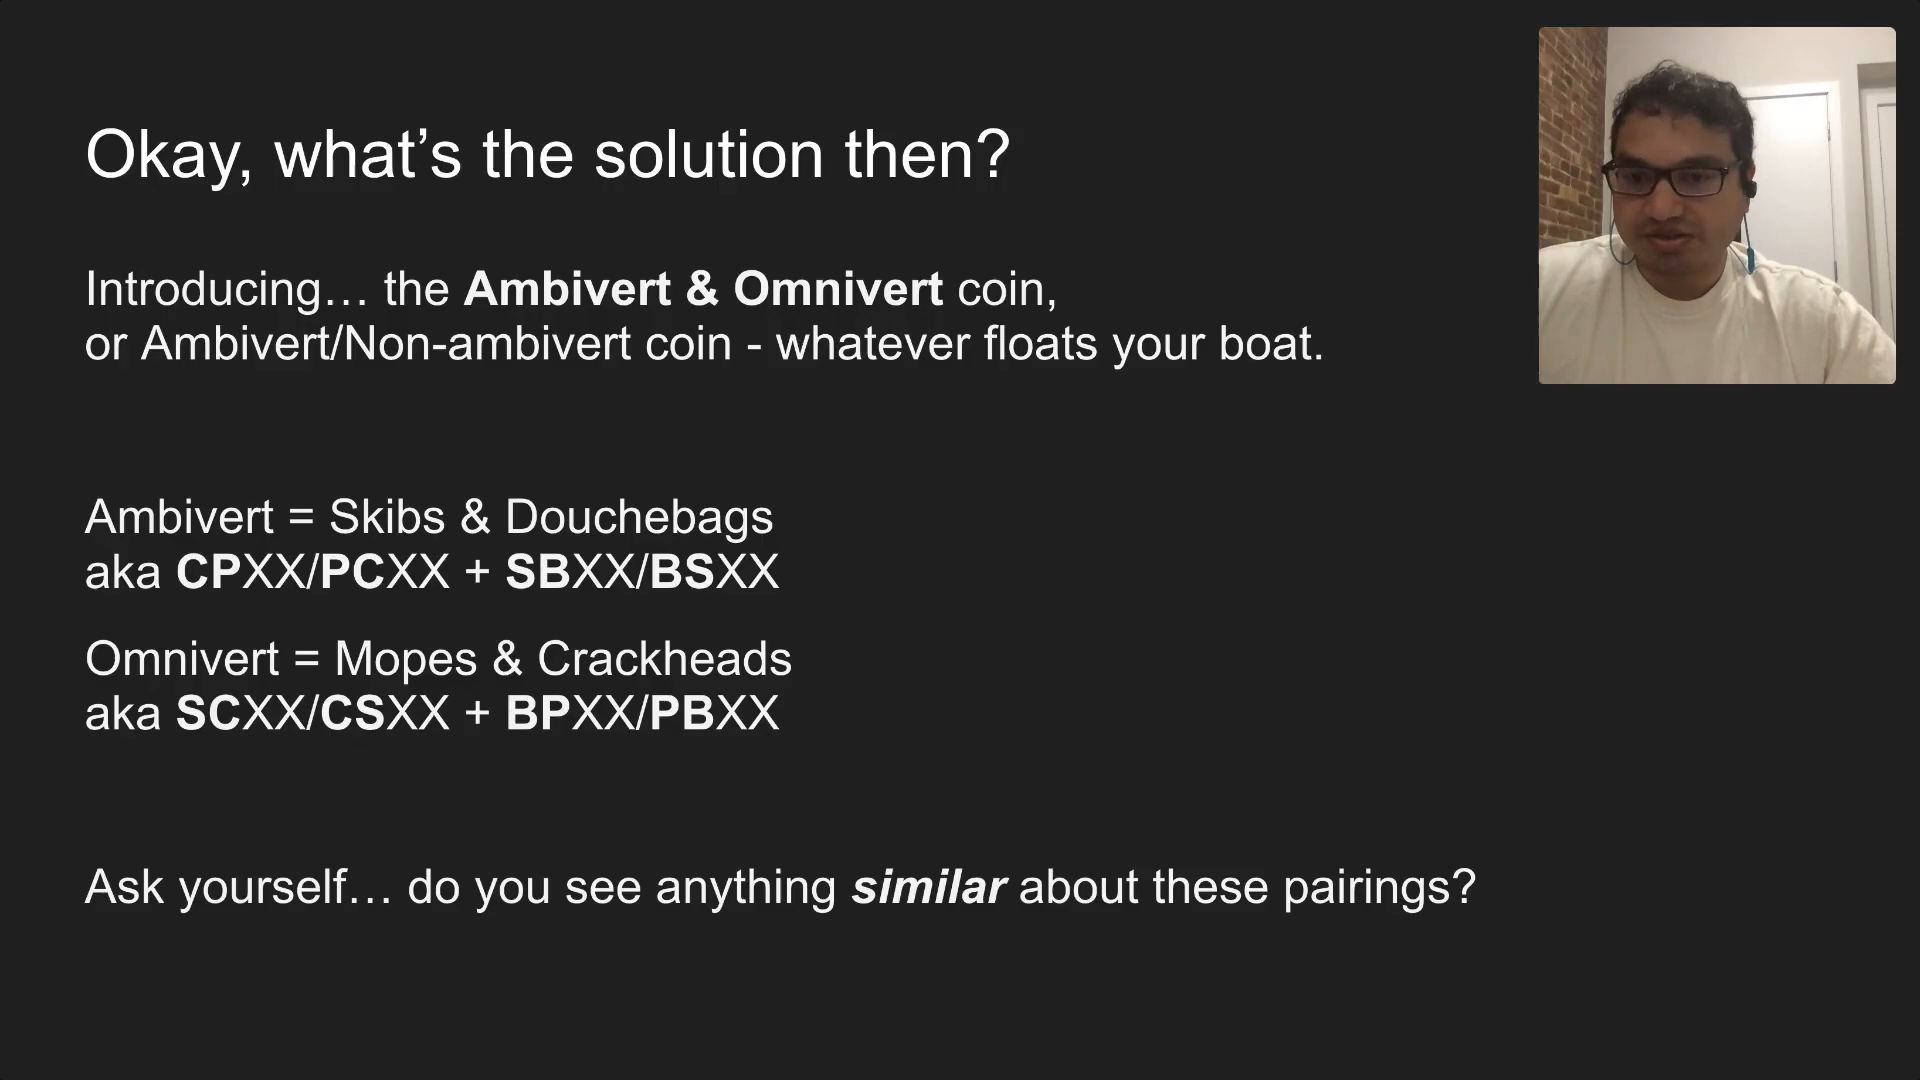 Okay, what’s the solution then?
Introducing… the Ambivert & Omnivert coin,
or Ambivert/Non-ambivert coin - whatever floats your boat.
Ambivert = Skibs & Douchebags
aka CPXX/PCXX + SBXX/BSXX
Omnivert = Mopes & Crackheads
aka SCXX/CSXX + BPXX/PBXX
Ask yourself… do you see anything similar about these pairings?